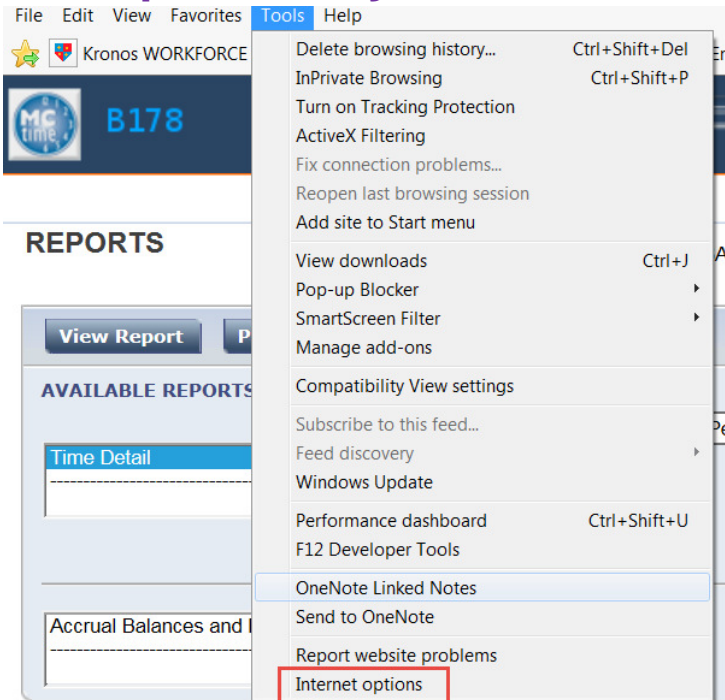 File Edit View Favorites Tools Help
Kronos WORKFORCE
MC
time
B178
REPORTS
View Report
AVAILABLE REPORTS
Time Detail
--------------------------------
Accrual Balances and
--------------------------------
Delete browsing history... Ctrl+Shift+Del
InPrivate Browsing Ctrl+Shift+P
Turn on Tracking Protection
ActiveX Filtering
Fix connection problems...
Reopen last browsing session
Add site to Start menu
View downloads Ctrl+J
Pop-up Blocker
SmartScreen Filter
Manage add-ons
Compatibility View settings
Subscribe to this feed...
Feed discovery
Windows Update
Performance dashboard Ctrl+Shift+U
F12 Developer Tools
OneNote Linked Notes
Send to OneNote
Report website problems
Internet options